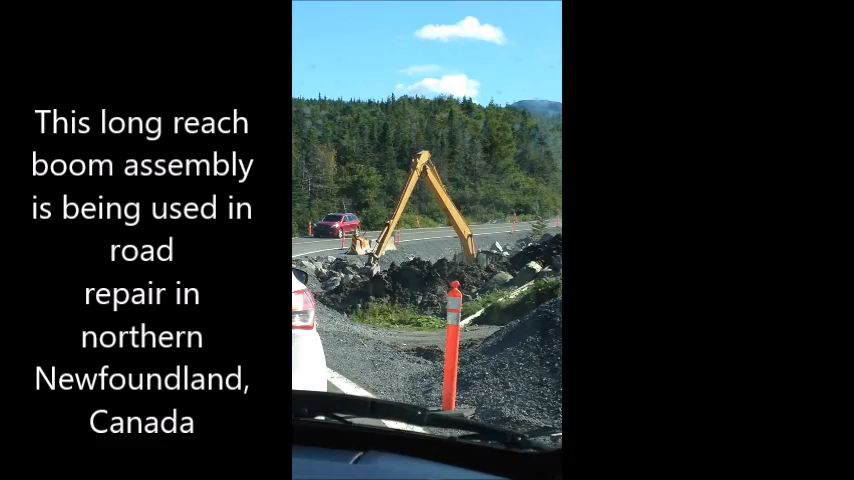 This long reach
boom assembly
is being used in
road
repair in
northern
Newfoundland,
Canada